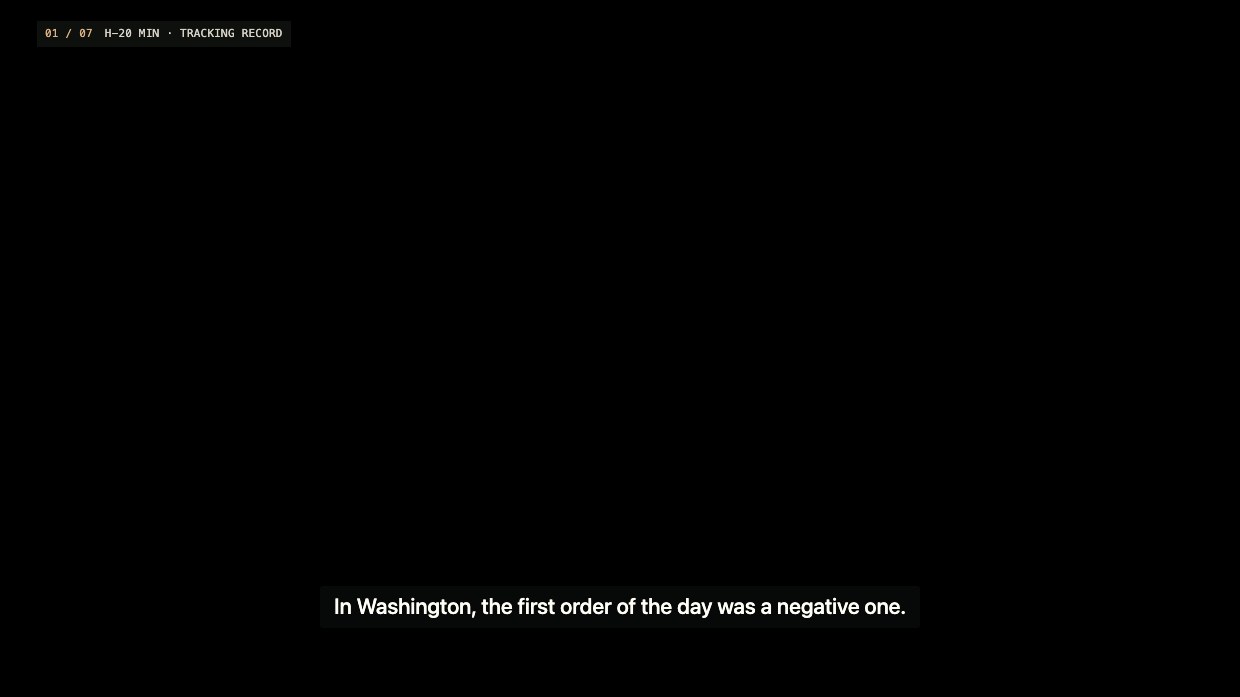 01 / 07 H−20 MIN · TRACKING RECORD
In Washington, the first order of the day was a negative one.